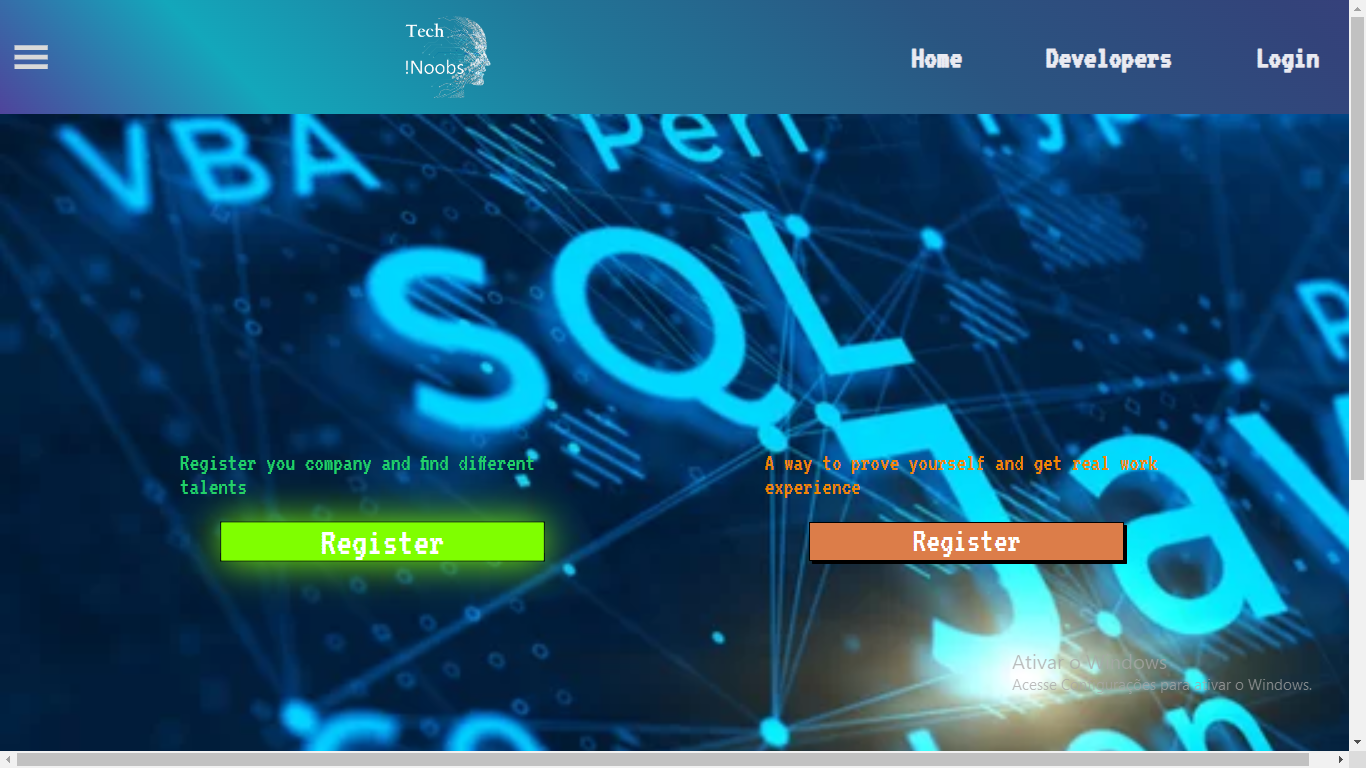 Tech
!Noobs
Home
Developers
Login
VBA
Perl
SQL
Register you company and find different
talents
A way to prove yourself and get real work
experience
Register
Register
Ativar o Windows
Acesse Configurações para ativar o Windows.